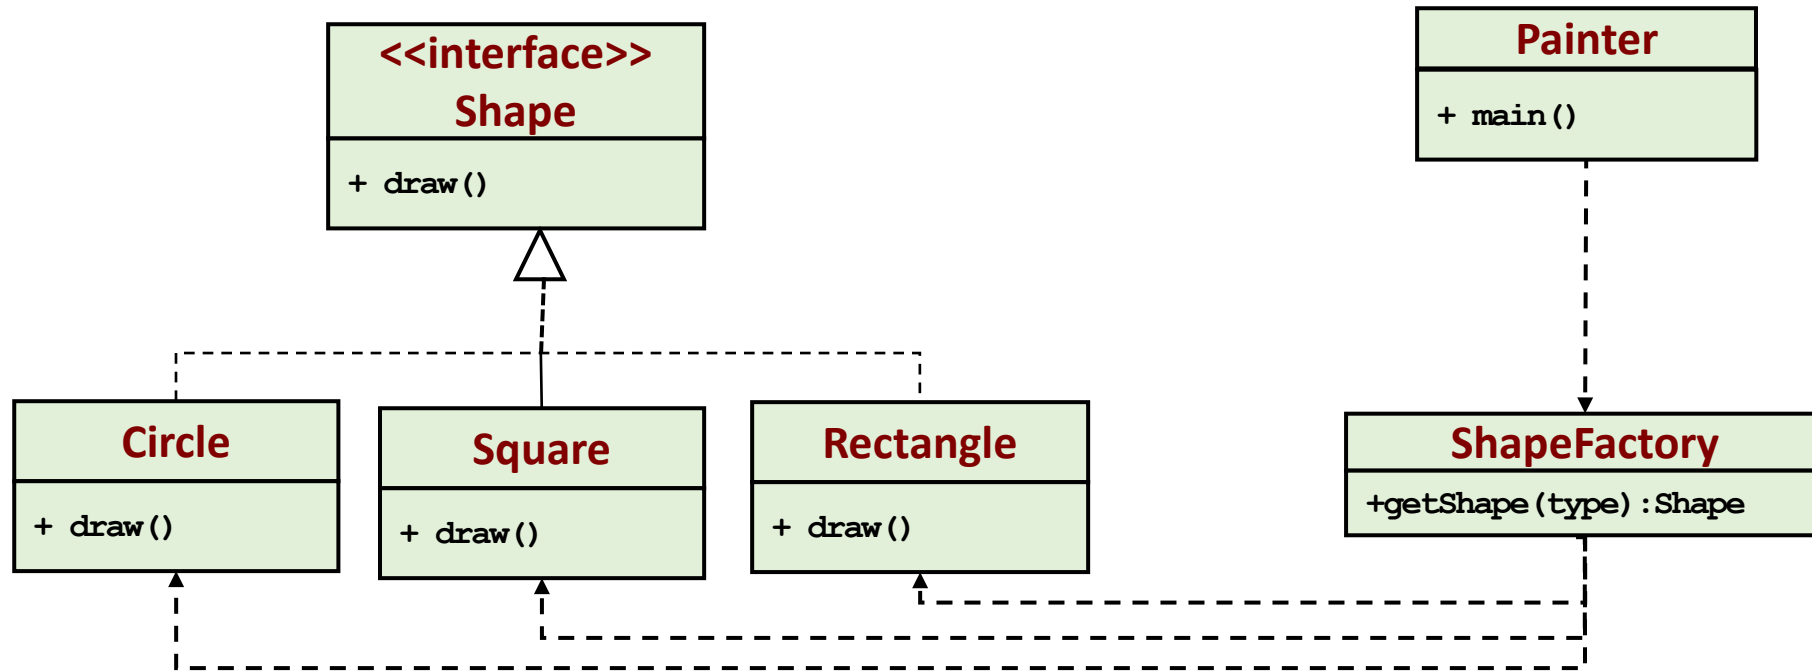 <<interface>>
Shape
+ draw()
Painter
+ main()
Circle
+ draw()
Square
+ draw()
Rectangle
+ draw()
ShapeFactory
+getShape(type):Shape